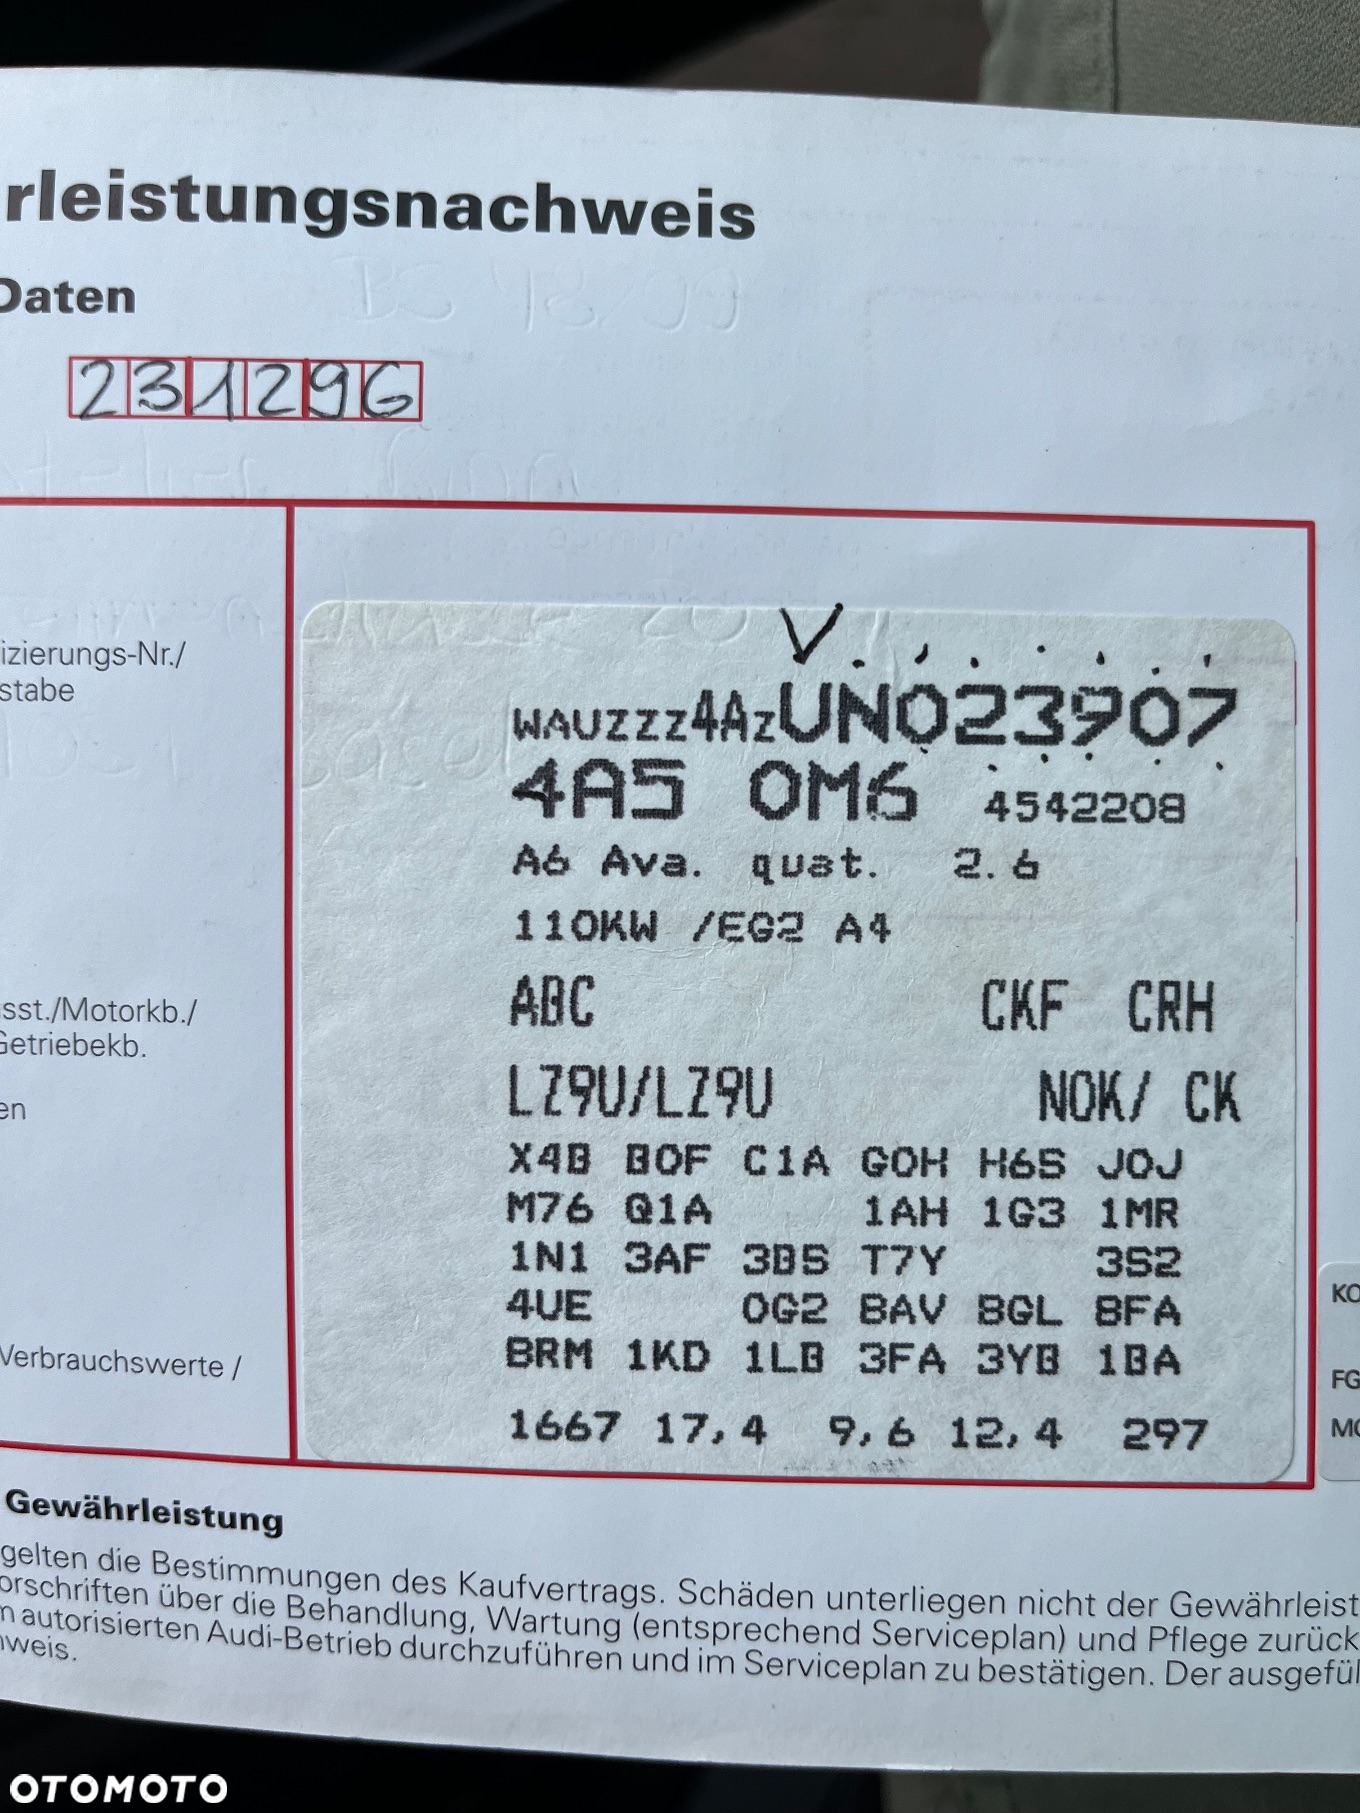 rleistungsnachweis
Daten
231296
izierungs-Nr./
stabe
WAUZZZ4AZUN023907
4A5 0M6 4542208
A6 Ava. quat. 2.6
110KW /EG2 A4
sst./Motorkb./
Getriebekb.
en
ABC CKF CRH
LZ9U/LZ9U NOK/ CK
X4B B0F C1A G0H H6S J0J
M76 Q1A 1AH 1G3 1MR
1N1 3AF 3B5 T7Y 3S2
4UE 0G2 8AV 8GL 8FA
8RM 1KD 1LB 3FA 3YB 1BA
Verbrauchswerte /
1667 17,4 9,6 12,4 297
KO
FG
MO
Gewährleistung
gelten die Bestimmungen des Kaufvertrags. Schäden unterliegen nicht der Gewährleist
orschriften über die Behandlung, Wartung (entsprechend Serviceplan) und Pflege zurück
n autorisierten Audi-Betrieb durchzuführen und im Serviceplan zu bestätigen. Der ausgefül
weis.
OTOMOTO